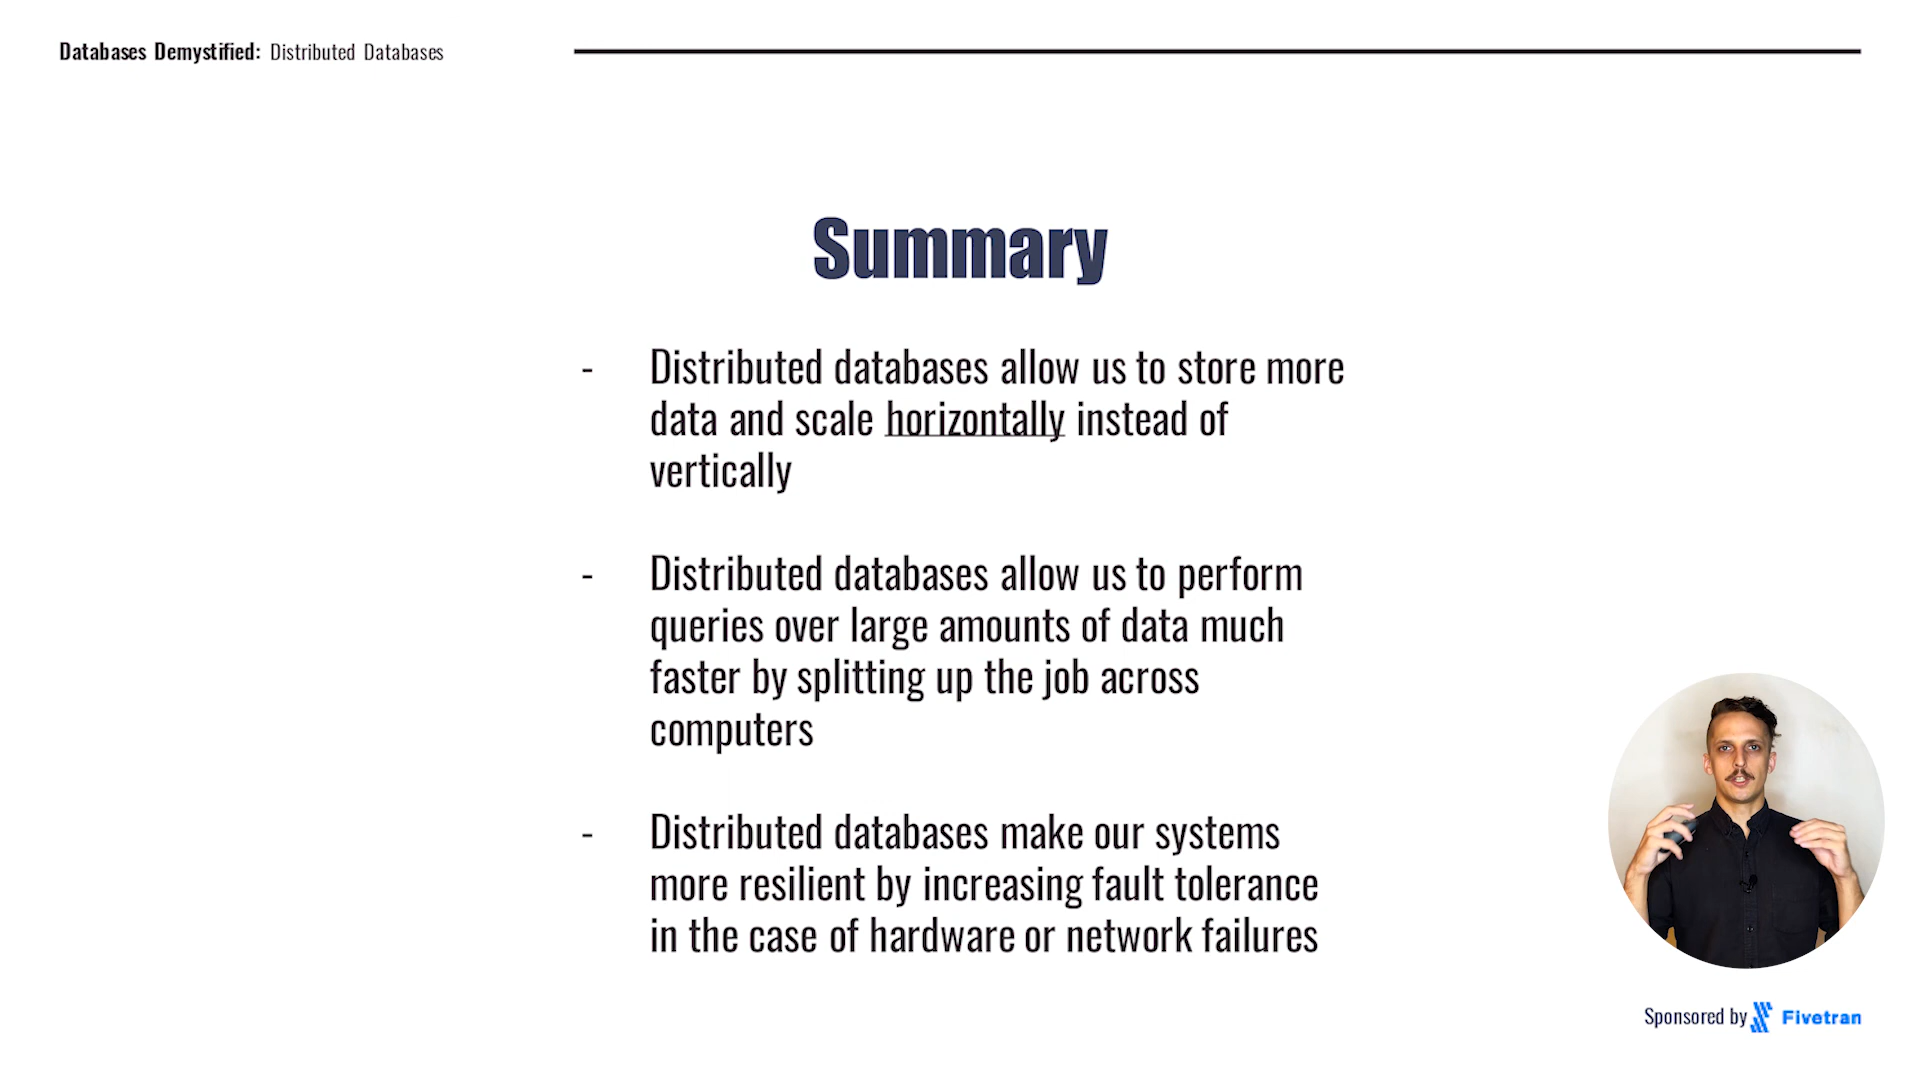 Databases Demystified: Distributed Databases
Summary
- Distributed databases allow us to store more
data and scale horizontally instead of
vertically
- Distributed databases allow us to perform
queries over large amounts of data much
faster by splitting up the job across
computers
- Distributed databases make our systems
more resilient by increasing fault tolerance
in the case of hardware or network failures
Sponsored by Fivetran